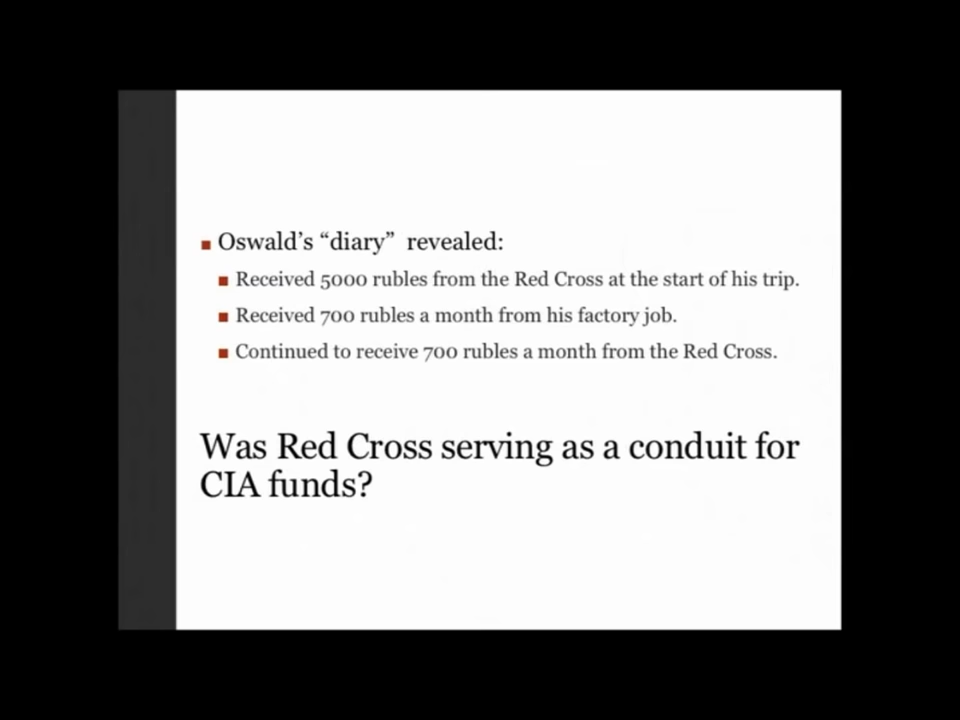 Oswald’s “diary”  revealed:
Received 5000 rubles from the Red Cross at the start of his trip.
Received 700 rubles a month from his factory job.
Continued to receive 700 rubles a month from the Red Cross.
Was Red Cross serving as a conduit for
CIA funds?